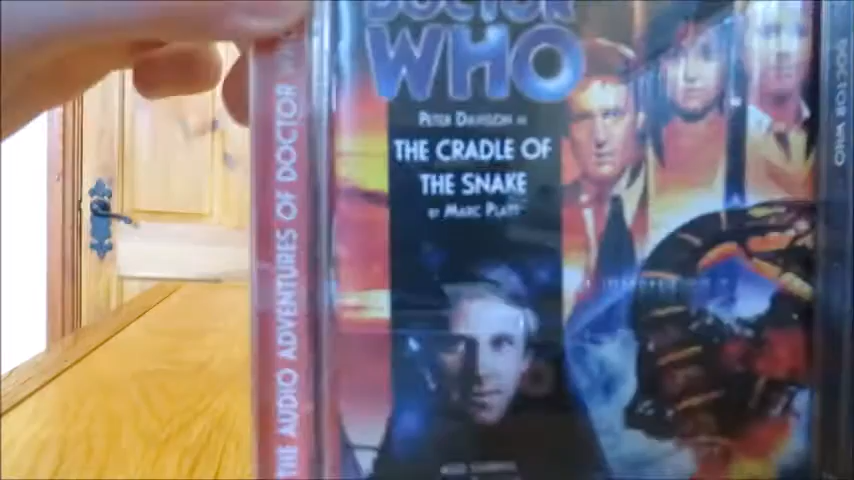 DOCTOR
WHO
PETER DAVISON IN
THE CRADLE OF
THE SNAKE
BY MARC PLATT
THE AUDIO ADVENTURES OF DOCTOR
DOCTOR WHO